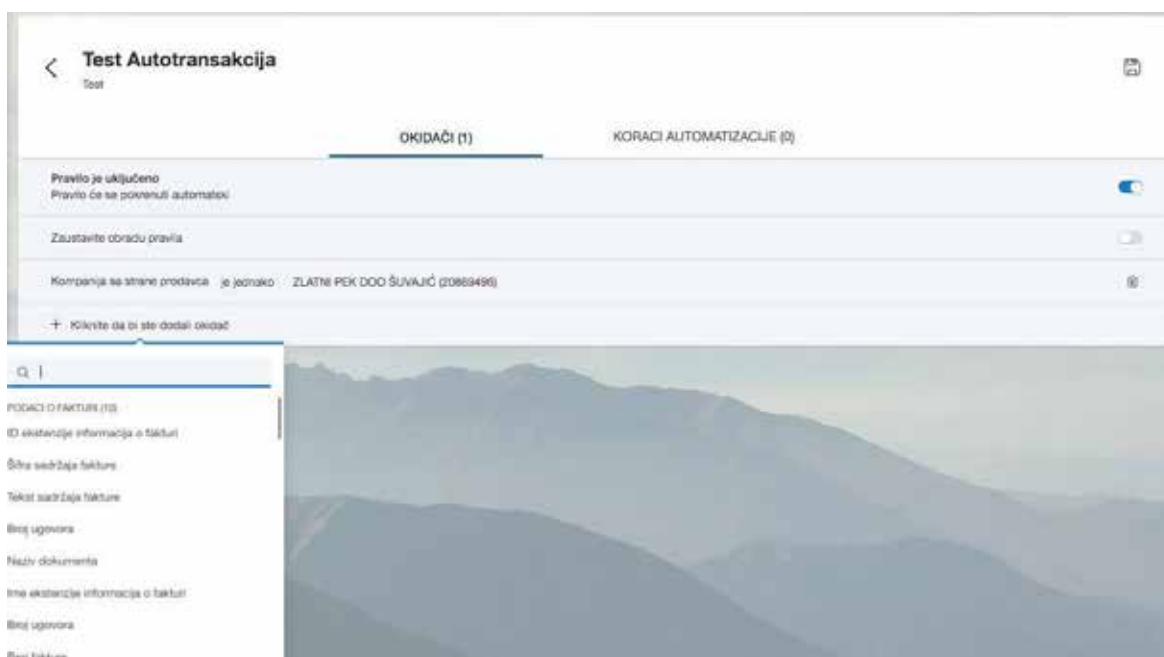 Test Autotransakcija
Test
OKIDAČI (1)
KORACI AUTOMATIZACIJE (0)
Pravilo je uključeno
Pravilo će se pokrenuti automatski
Zaustavite obradu pravila
Kompanija sa strane prodavca je jednako ZLATNI PEK DOO ŠUVAJIĆ (20869495)
+ Kliknite da bi ste dodali okidač
PODACI O FAKTURI (10)
ID ekstenzije informacija o fakturi
Šifra sadržaja fakture
Tekst sadržaja fakture
Broj ugovora
Naziv dokumenta
Ime ekstenzije informacija o fakturi
Broj ugovora
Broj fakture